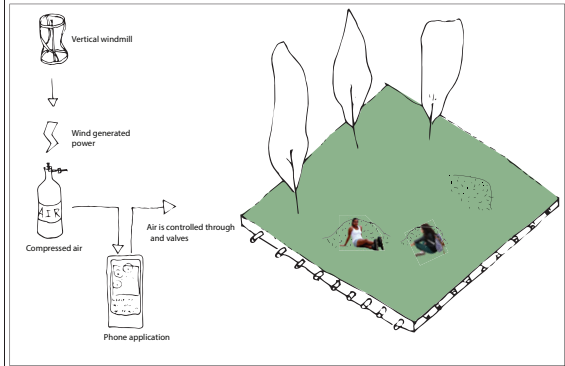 Vertical windmill
Wind generated
power
AIR
Compressed air
Air is controlled through
and valves
Phone application